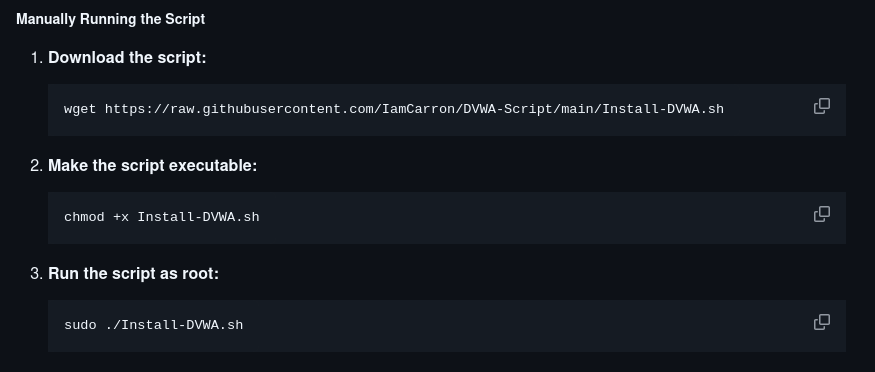 Manually Running the Script
1. Download the script:
wget https://raw.githubusercontent.com/IamCarron/DVWA-Script/main/Install-DVWA.sh
2. Make the script executable:
chmod +x Install-DVWA.sh
3. Run the script as root:
sudo ./Install-DVWA.sh